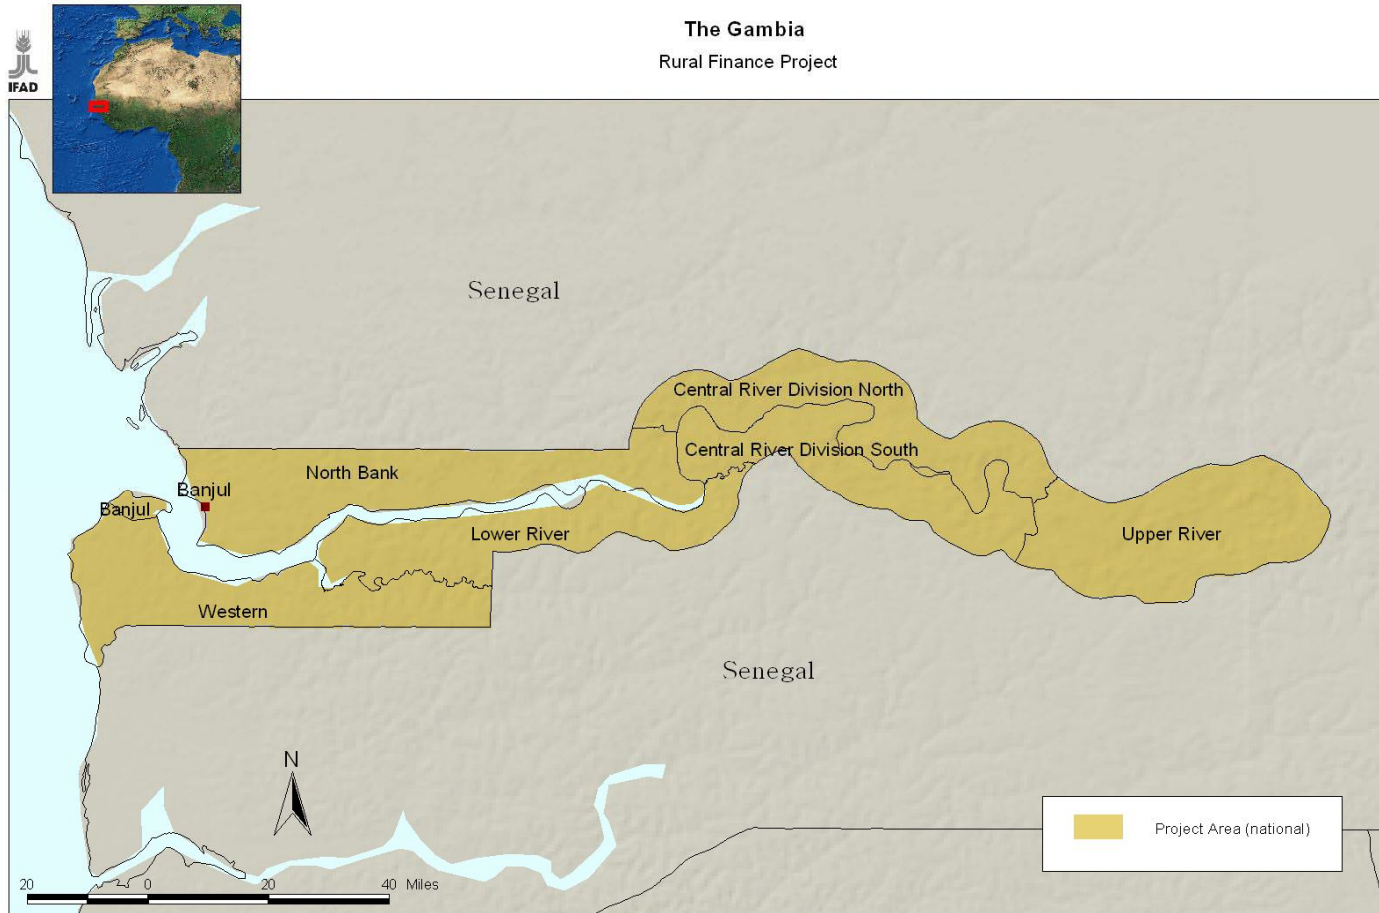 The Gambia
Rural Finance Project
IFAD
Senegal
Central River Division North
Central River Division South
North Bank
Banjul
Banjul
Lower River
Upper River
Western
Senegal
N
Project Area (national)
20 0 20 40 Miles